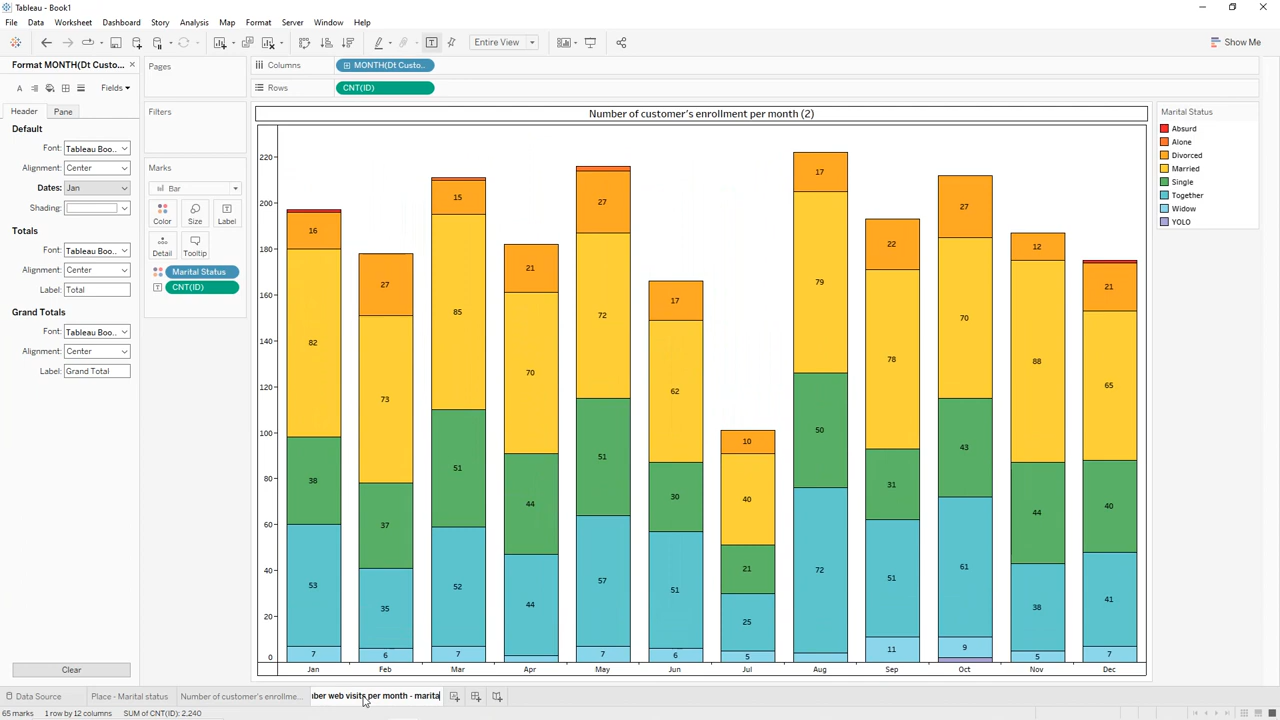 Tableau - Book1
File Data Worksheet Dashboard Story Analysis Map Format Server Window Help
Entire View
Show Me
Format MONTH(Dt Custo...
Fields
Header Pane
Default
Font: Tableau Boo..
Alignment: Center
Dates: Jan
Shading:
Totals
Font: Tableau Boo..
Alignment: Center
Label: Total
Grand Totals
Font: Tableau Boo..
Alignment: Center
Label: Grand Total
Clear
Pages
Filters
Marks
Bar
Color Size Label
Detail Tooltip
Marital Status
CNT(ID)
Columns MONTH(Dt Custo...
Rows CNT(ID)
Number of customer's enrollment per month (2)
220
200
180
160
140
120
100
80
60
40
20
0
16 82 38 53 7
27 73 37 35 6
15 85 51 52 7
21 70 44 44
27 72 51 57 7
17 62 30 51 6
10 40 21 25 5
17 79 50 72
22 78 31 51 11
27 70 43 61 9
12 88 44 38 5
21 65 40 41 7
Jan Feb Mar Apr May Jun Jul Aug Sep Oct Nov Dec
Marital Status
Absurd
Alone
Divorced
Married
Single
Together
Widow
YOLO
Data Source Place - Marital status Number of customer's enrollme... ber web visits per month - marita
65 marks 1 row by 12 columns SUM of CNT(ID): 2,240